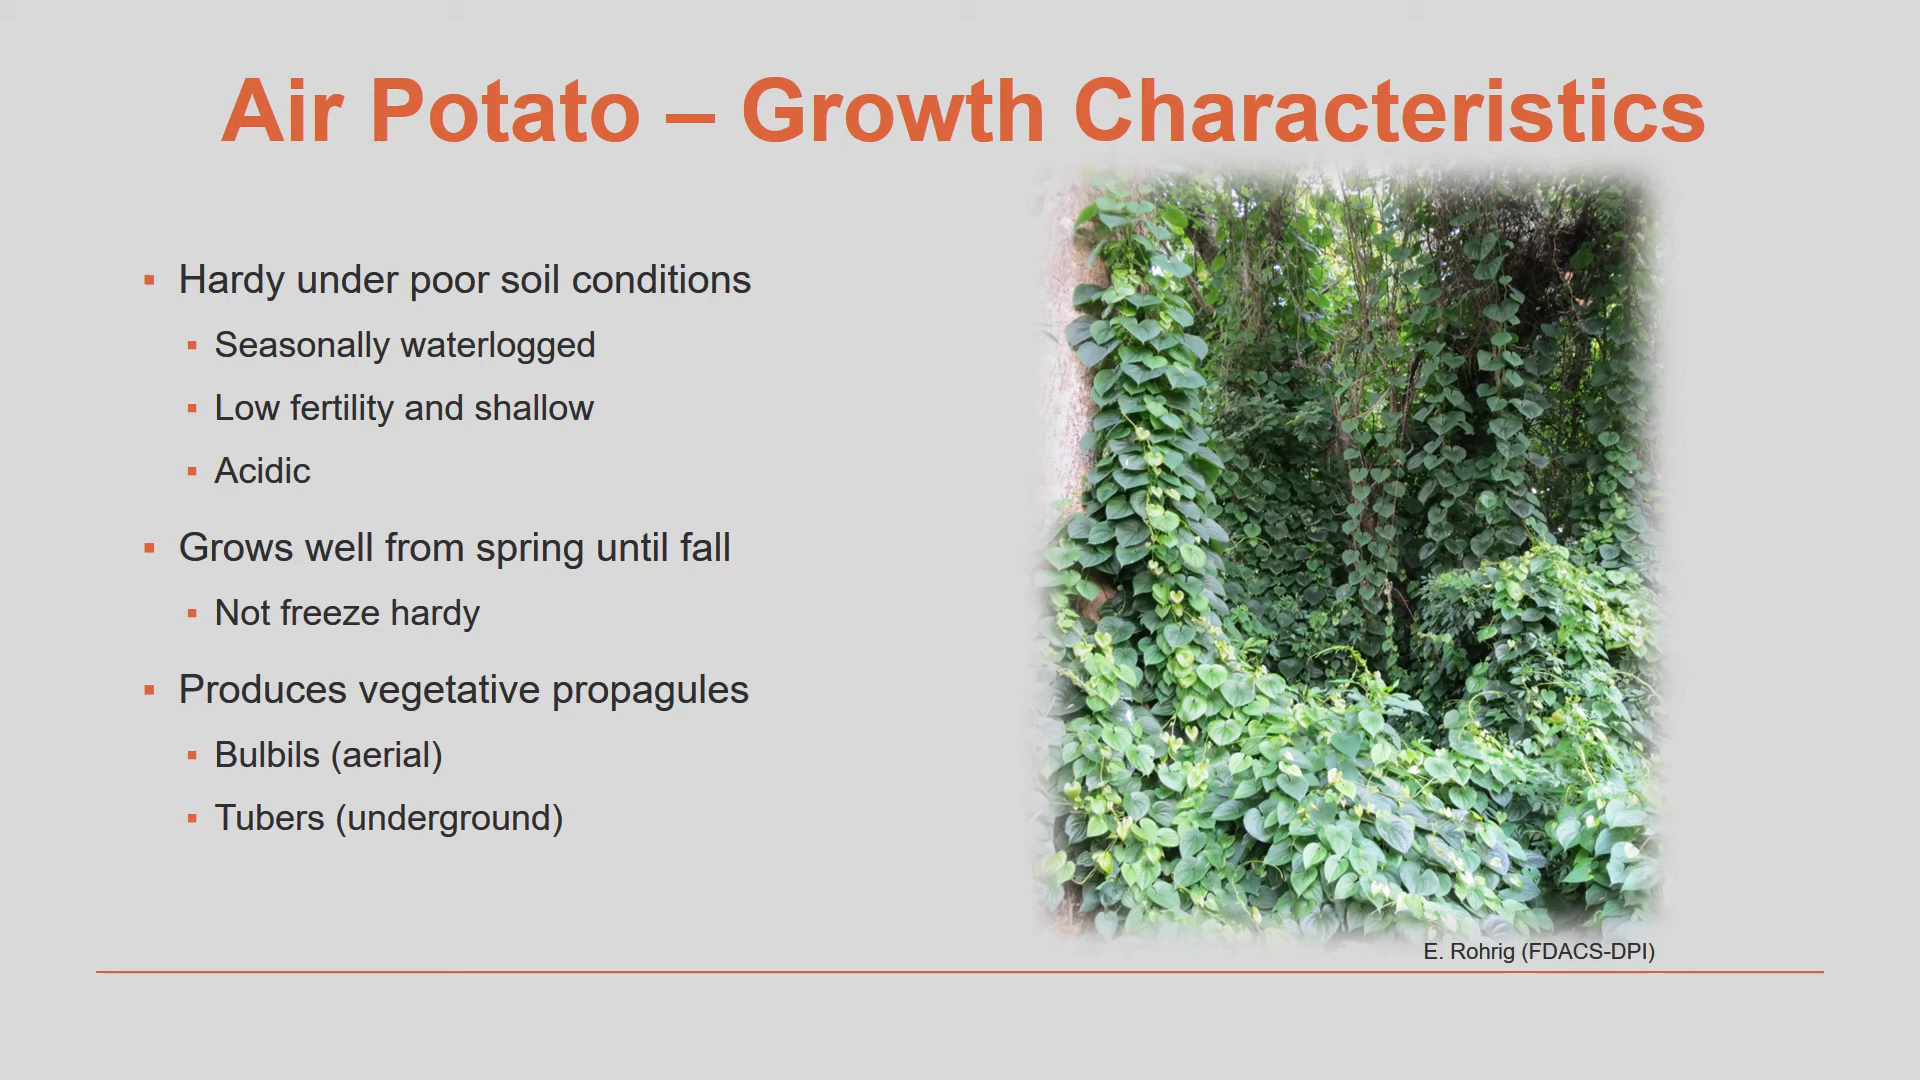 Air Potato – Growth Characteristics
Hardy under poor soil conditions
Seasonally waterlogged
Low fertility and shallow
Acidic
Grows well from spring until fall
Not freeze hardy
Produces vegetative propagules
Bulbils (aerial)
Tubers (underground)
E. Rohrig (FDACS-DPI)